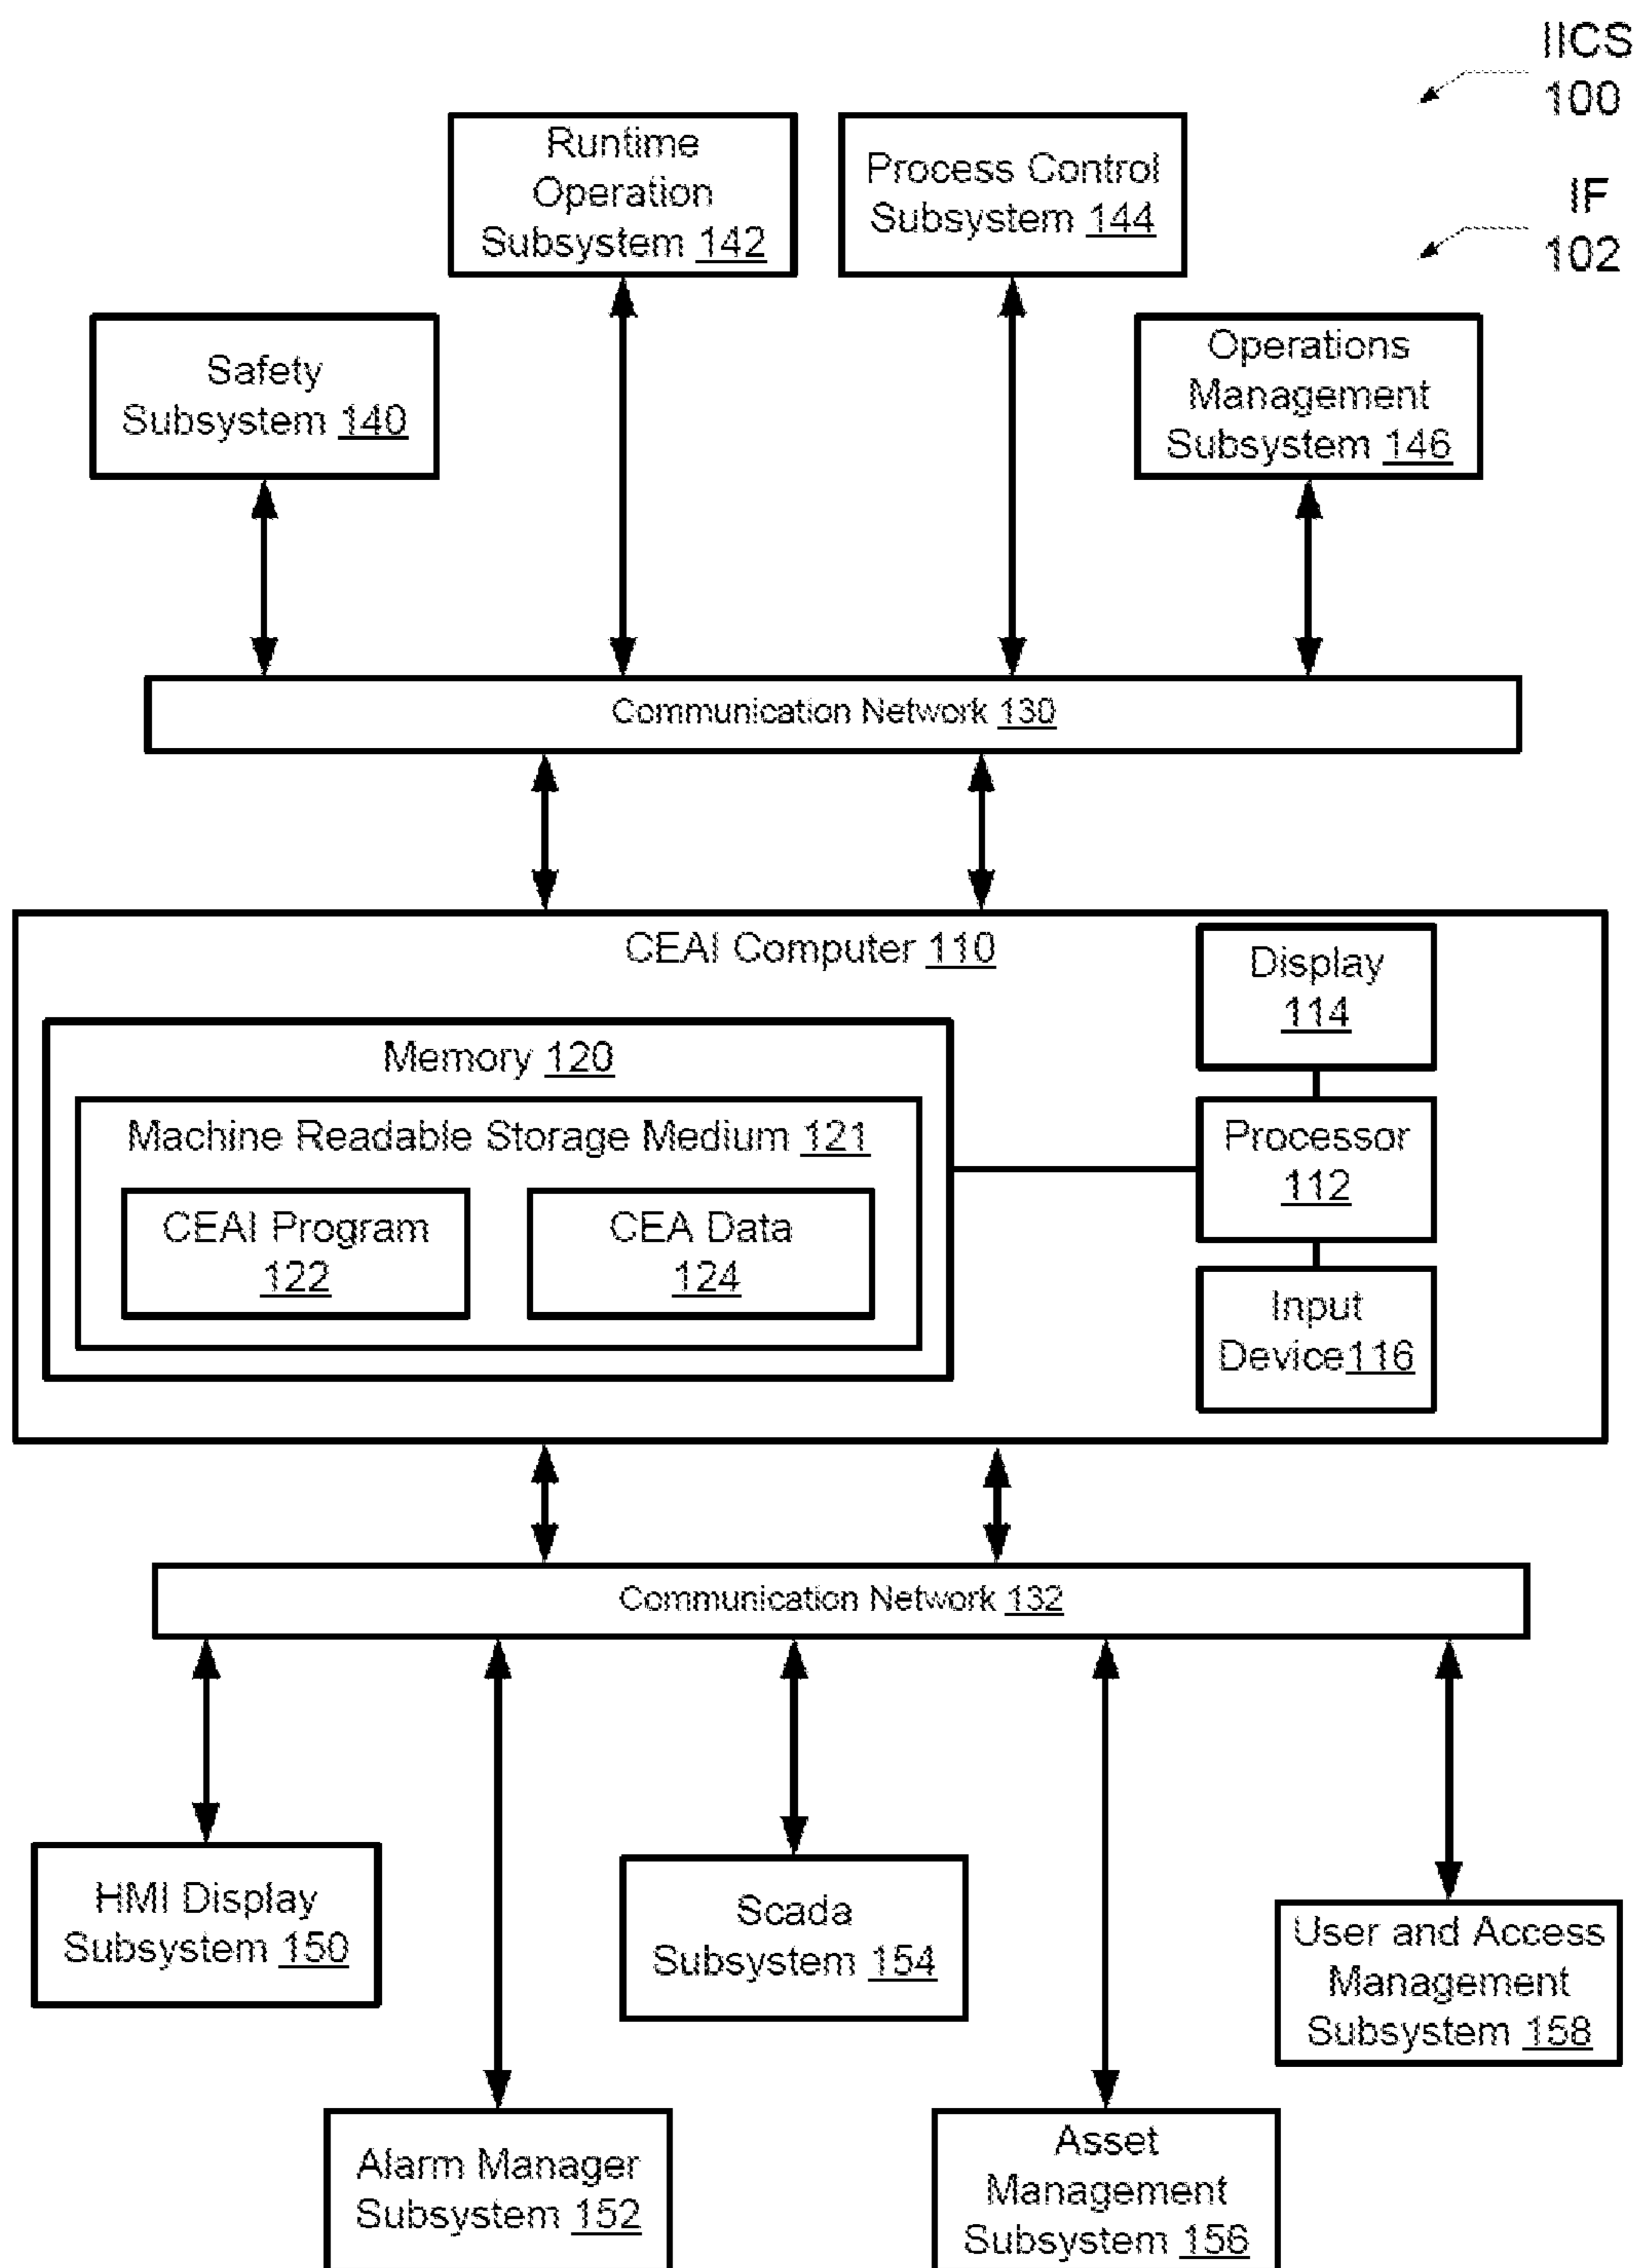 IICS
100
IF
102
Runtime
Operation
Subsystem 142
Process Control
Subsystem 144
Safety
Subsystem 140
Operations
Management
Subsystem 146
Communication Network 130
CEAI Computer 110
Display
114
Memory 120
Machine Readable Storage Medium 121
Processor
112
CEAI Program
122
CEA Data
124
Input
Device116
Communication Network 132
HMI Display
Subsystem 150
Scada
Subsystem 154
User and Access
Management
Subsystem 158
Alarm Manager
Subsystem 152
Asset
Management
Subsystem 156